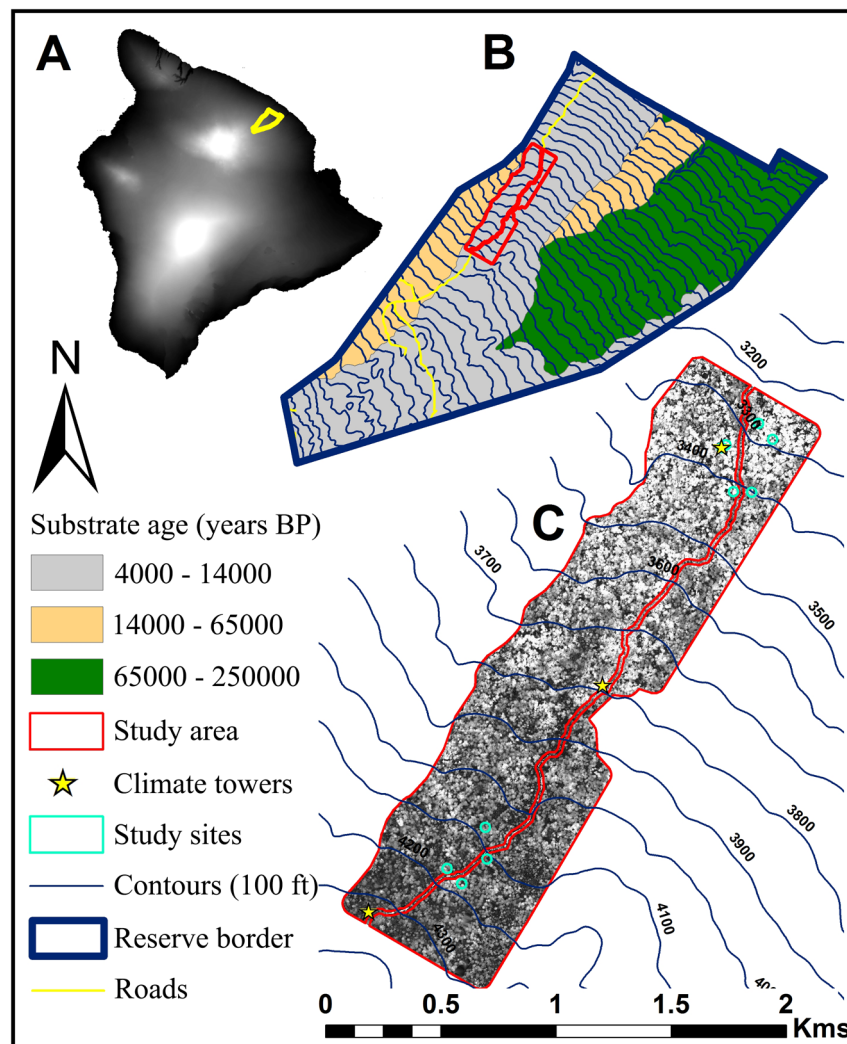 A
B
N
Substrate age (years BP)
4000 - 14000
14000 - 65000
65000 - 250000
Study area
Climate towers
Study sites
Contours (100 ft)
Reserve border
Roads
C
3200
3300
3400
3500
3600
3700
3800
3900
4100
4200
4300
0 0.5 1 1.5 2
Kms